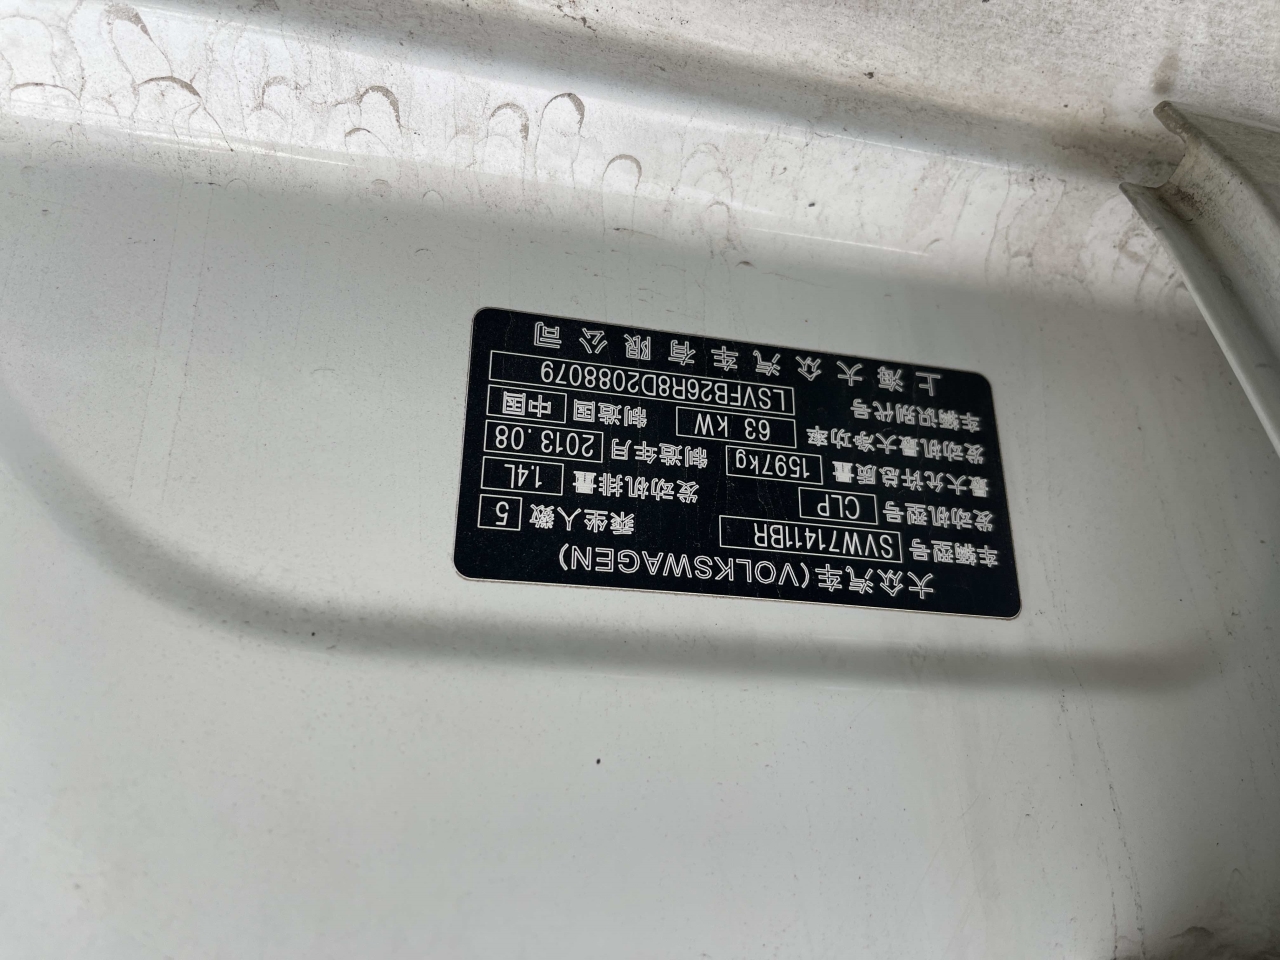 大众汽车(VOLKSWAGEN)
车辆型号 SVW71411BR 乘坐人数 5
发动机型号 CLP 发动机排量 1.4L
最大允许总质量 1597kg 制造年月 2013.08
发动机最大净功率 63 kW 制造国 中国
车辆识别代号 LSVFB26R8D2088079
上海大众汽车有限公司